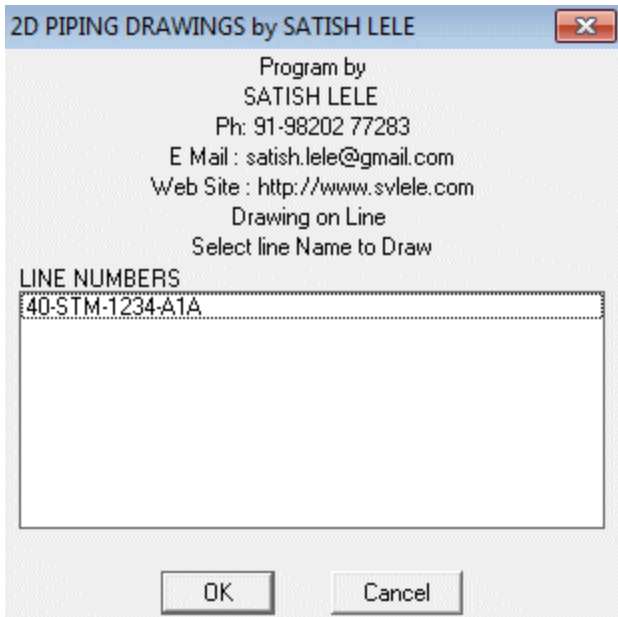 2D PIPING DRAWINGS by SATISH LELE
Program by
SATISH LELE
Ph: 91-98202 77283
E Mail : satish.lele@gmail.com
Web Site : http://www.svlele.com
Drawing on Line
Select line Name to Draw
LINE NUMBERS
40-STM-1234-A1A
OK
Cancel